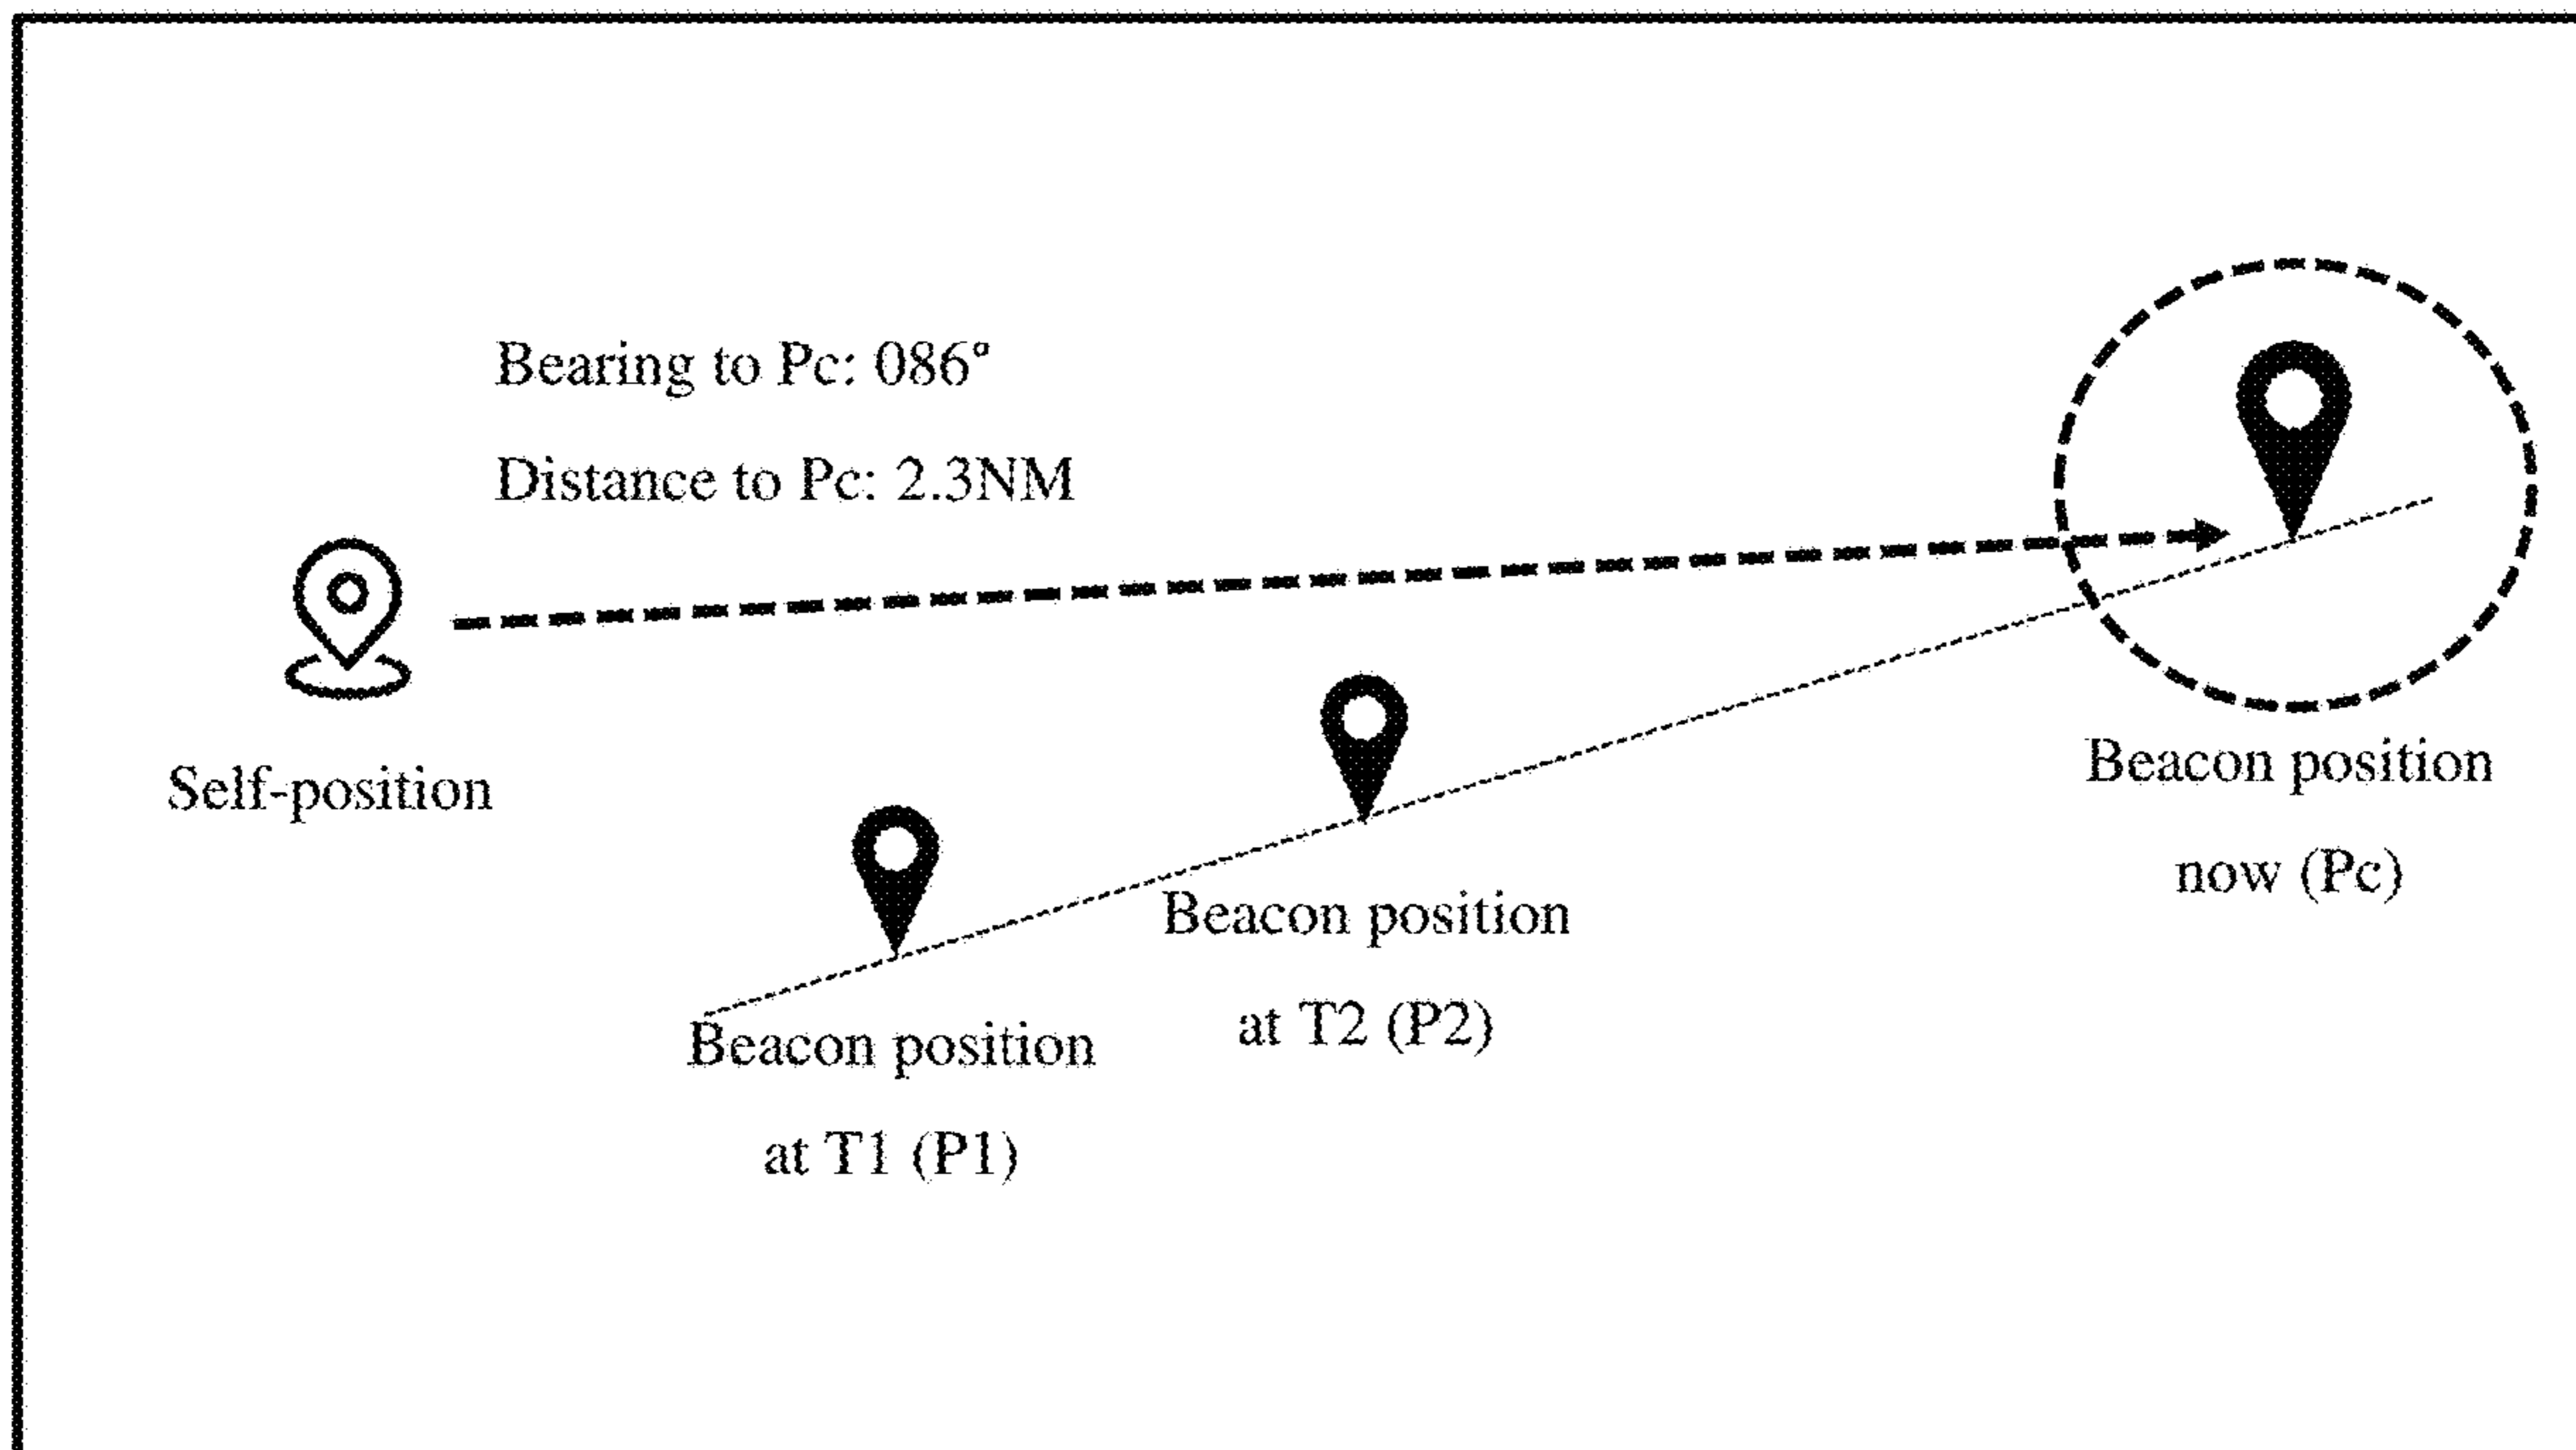 Bearing to Pc: 086°
Distance to Pc: 2.3NM
Self-position
Beacon position
now (Pc)
Beacon position
at T2 (P2)
Beacon position
at T1 (P1)